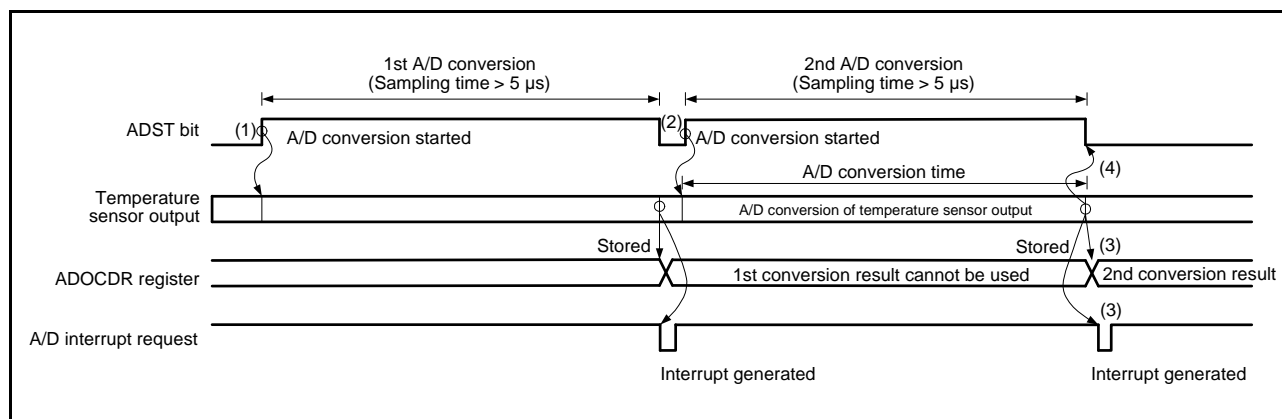 1st A/D conversion
(Sampling time > 5 µs)
2nd A/D conversion
(Sampling time > 5 µs)
ADST bit
(1)
A/D conversion started
(2)
A/D conversion started
(4)
A/D conversion time
Temperature
sensor output
A/D conversion of temperature sensor output
Stored
Stored
(3)
ADOCDR register
1st conversion result cannot be used
2nd conversion result
(3)
A/D interrupt request
Interrupt generated
Interrupt generated